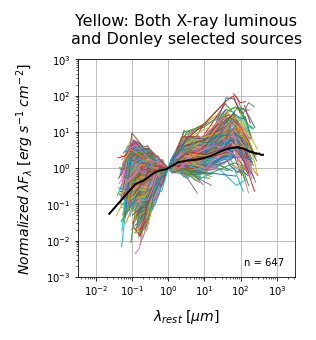 Yellow: Both X-ray luminous
and Donley selected sources
Normalized λF_λ [erg s⁻¹ cm⁻²]
10³
10²
10¹
10⁰
10⁻¹
10⁻²
10⁻³
n = 647
10⁻² 10⁻¹ 10⁰ 10¹ 10² 10³
λ_rest [μm]